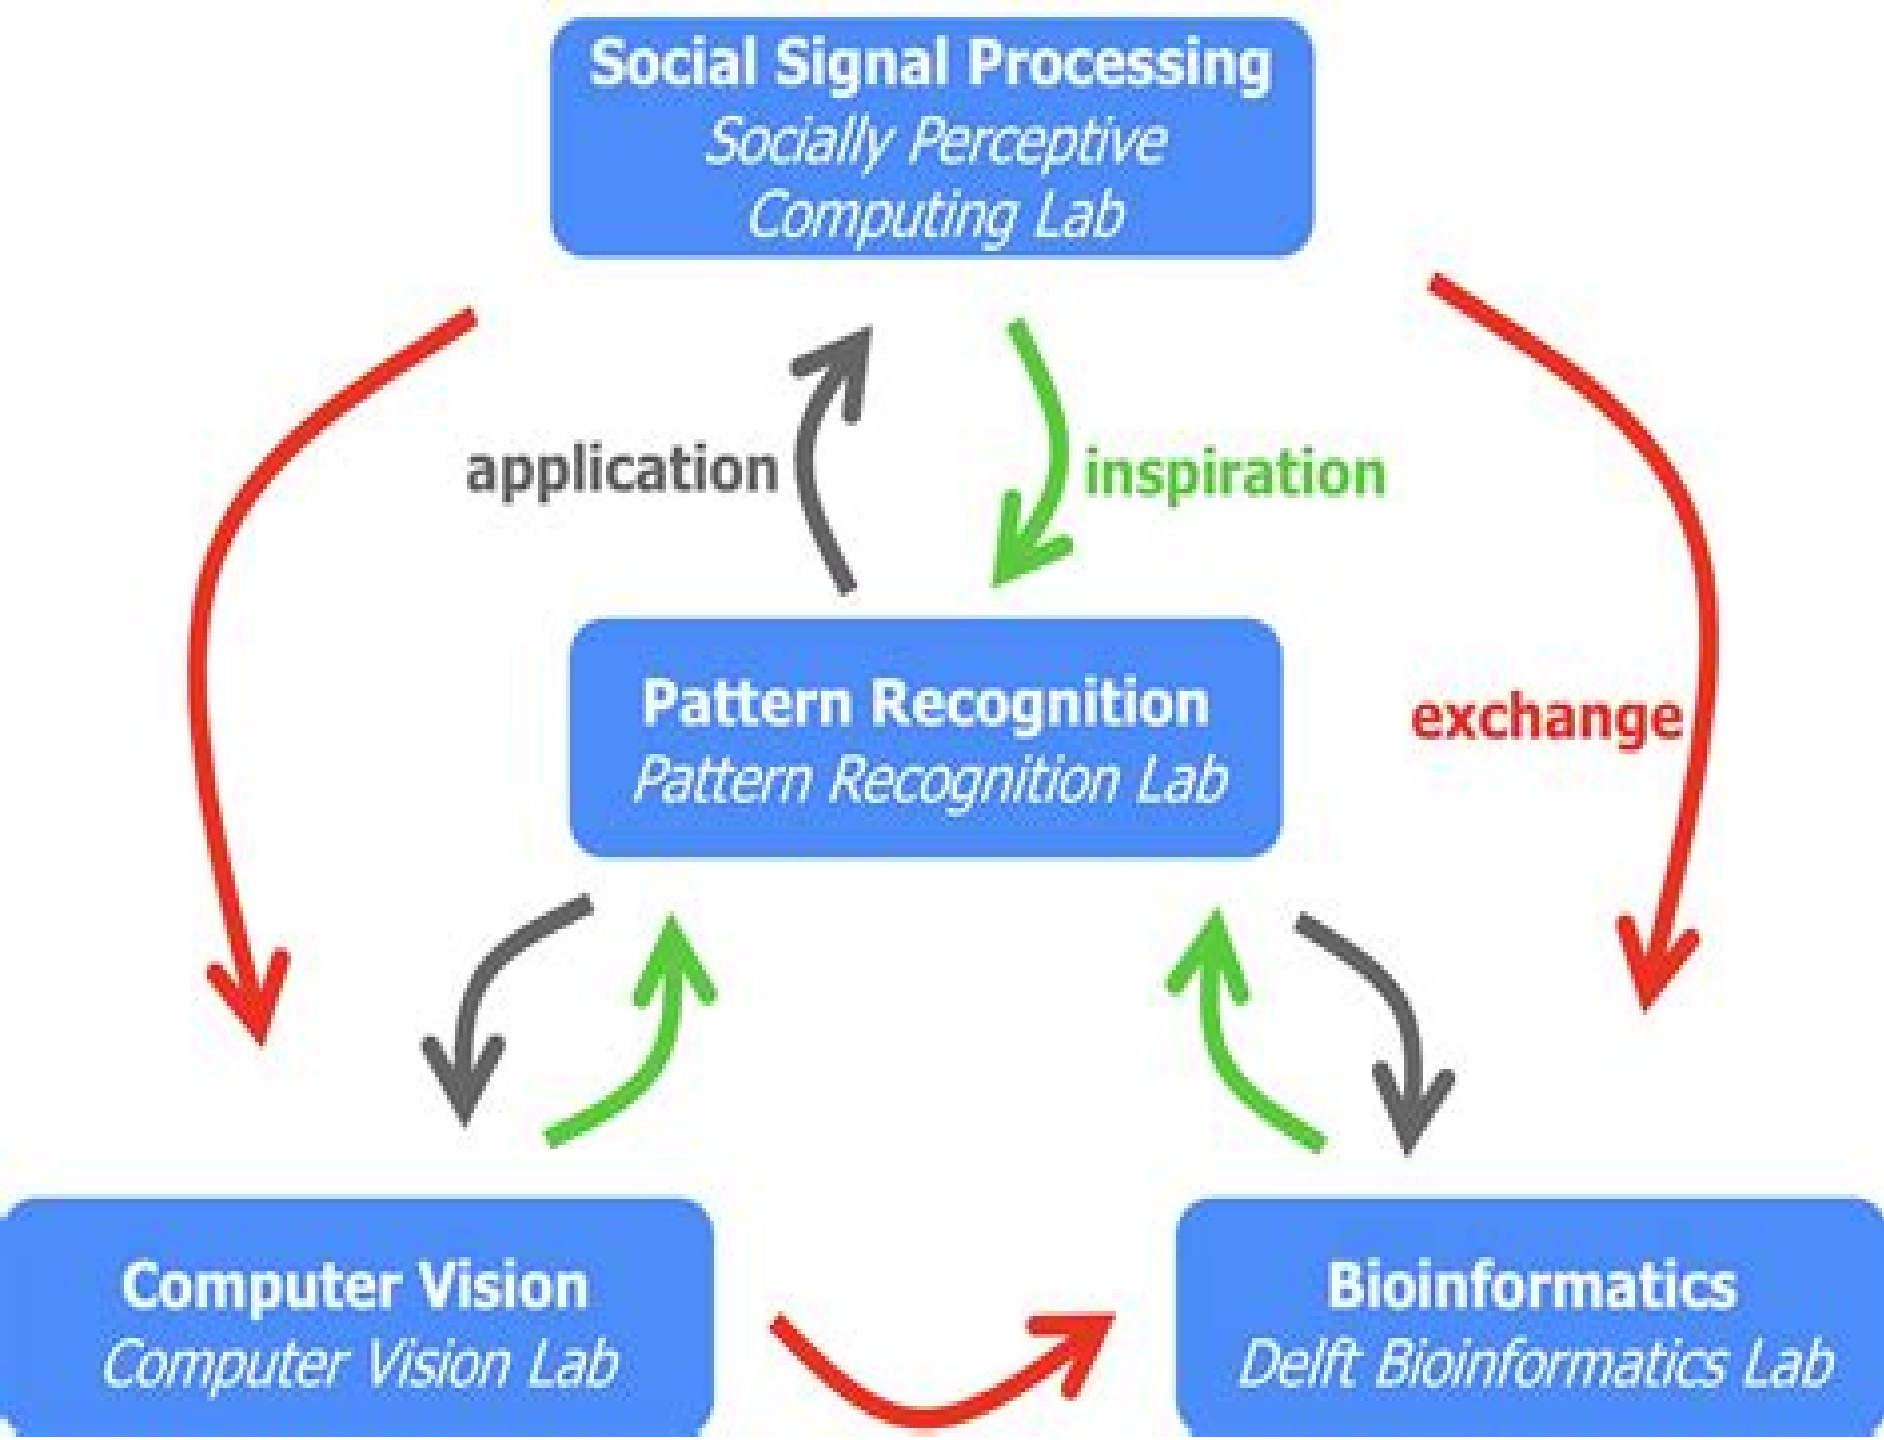 Social Signal Processing
Socially Perceptive
Computing Lab
application
inspiration
Pattern Recognition
Pattern Recognition Lab
exchange
Computer Vision
Computer Vision Lab
Bioinformatics
Delft Bioinformatics Lab